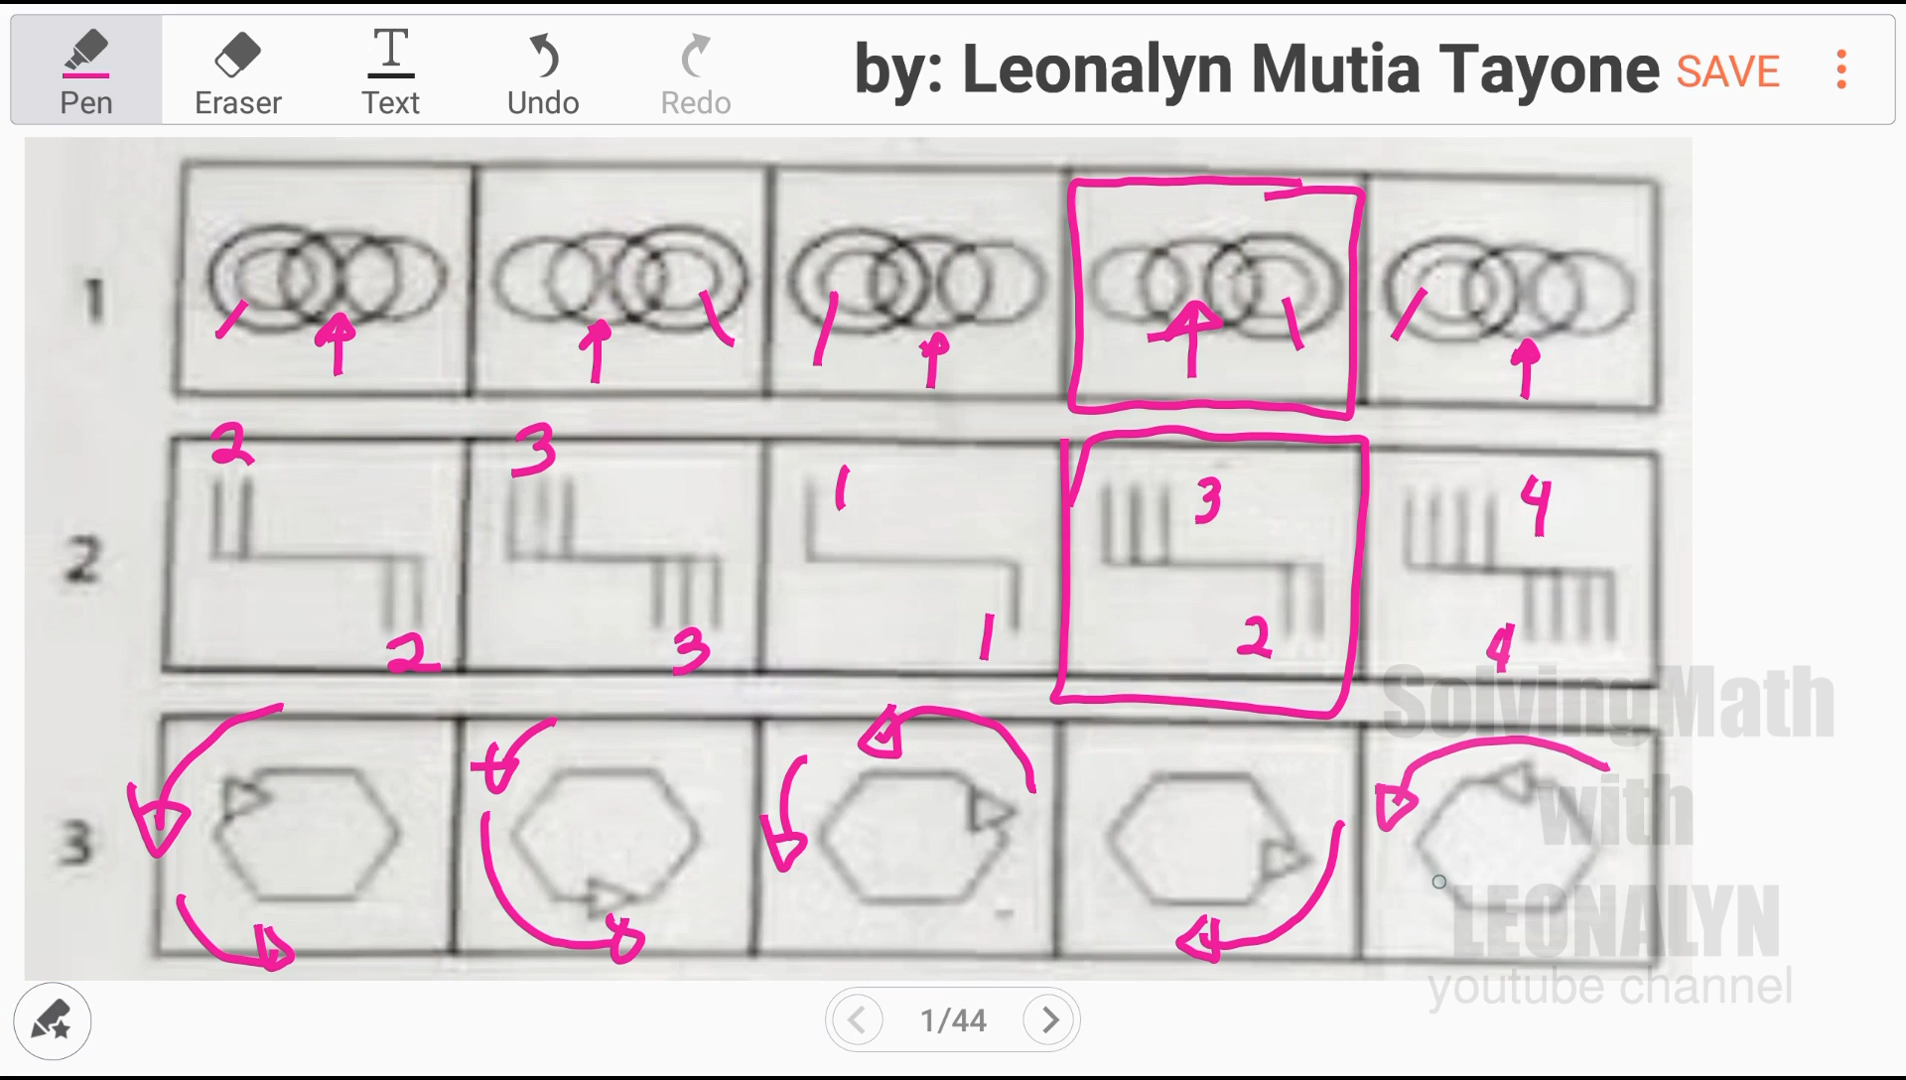 Pen
Eraser
Text
Undo
Redo
by: Leonalyn Mutia Tayone
SAVE
1
2
3
1
3
4
2
3
1
2
4
3
SolvingMath
with
LEONALYN
youtube channel
1/44